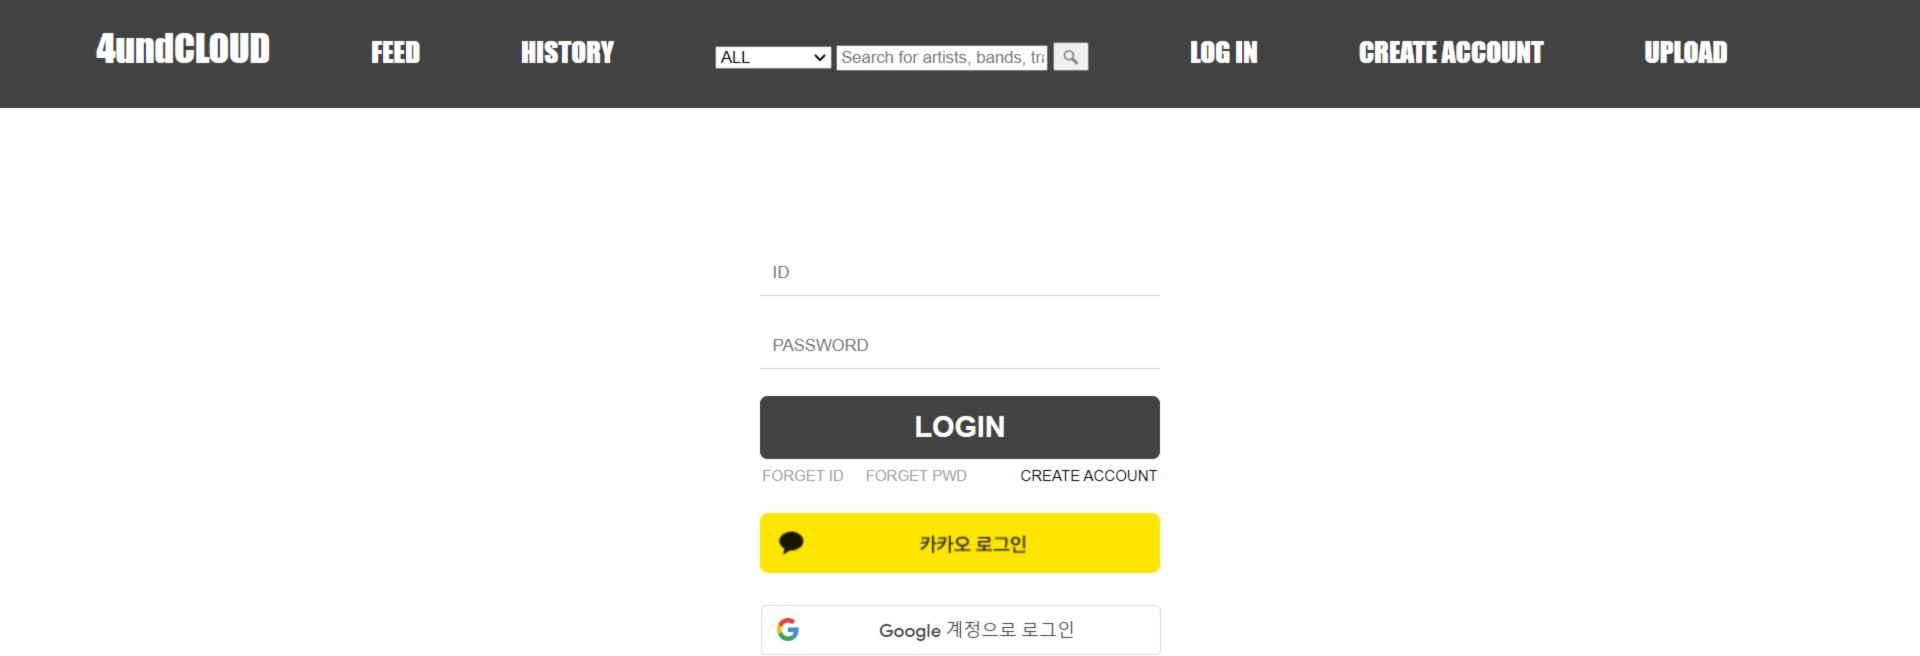 4undCLOUD FEED HISTORY ALL Search for artists, bands, tra LOG IN CREATE ACCOUNT UPLOAD
ID
PASSWORD
LOGIN
FORGET ID FORGET PWD CREATE ACCOUNT
카카오 로그인
Google 계정으로 로그인